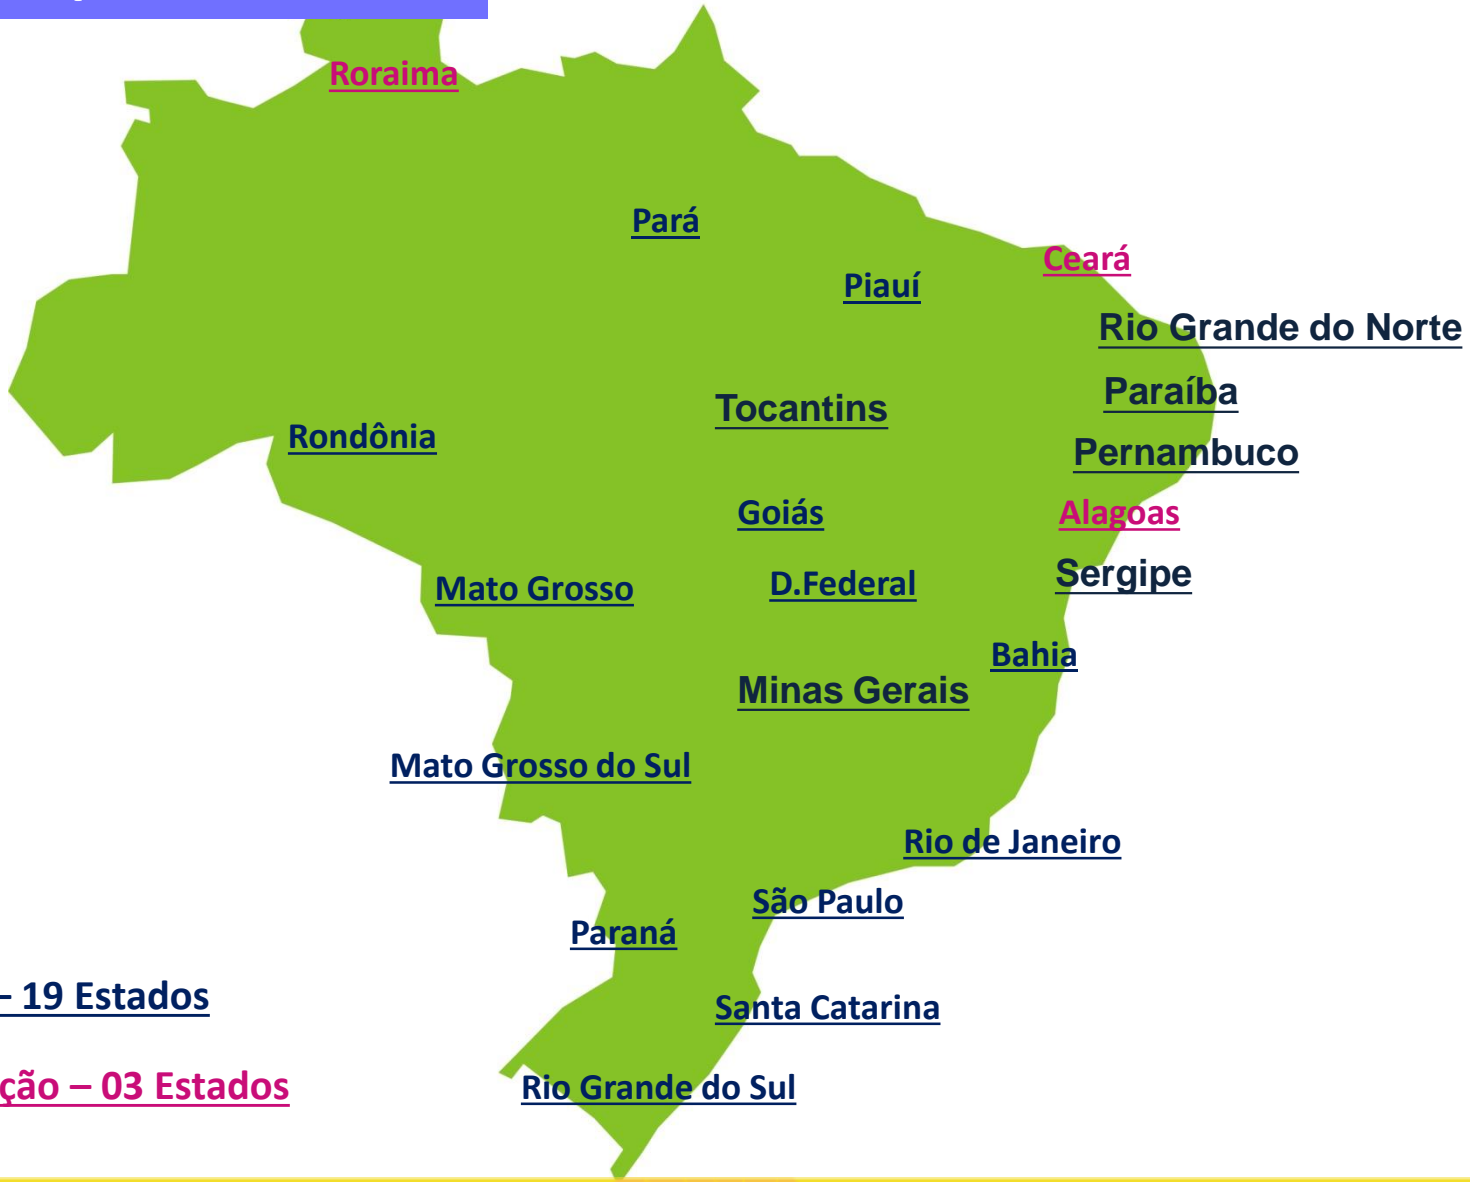 Roraima
Pará
Ceará
Piauí
Rio Grande do Norte
Paraíba
Tocantins
Rondônia
Pernambuco
Goiás
Alagoas
Sergipe
D.Federal
Mato Grosso
Bahia
Minas Gerais
Mato Grosso do Sul
Rio de Janeiro
São Paulo
Paraná
– 19 Estados
Santa Catarina
ção – 03 Estados
Rio Grande do Sul